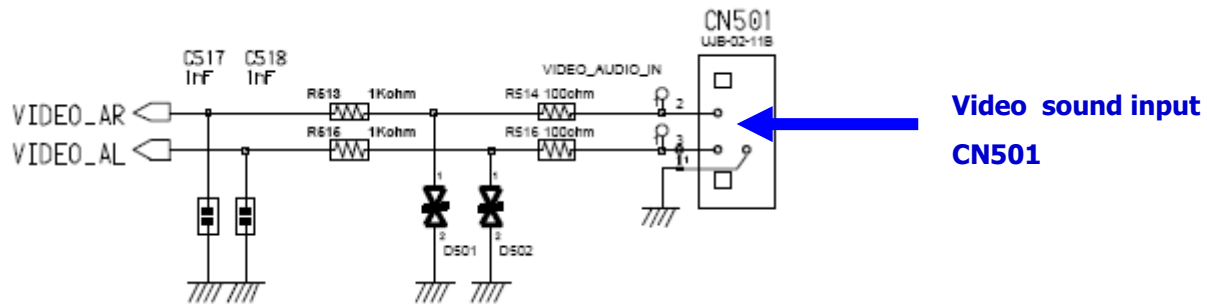 CN501
UJB-02-11B
C517
1nF
C518
1nF
VIDEO_AUDIO_IN
R513 1Kohm
R514 100ohm
2
VIDEO_AR
R515 1Kohm
R516 100ohm
3
1
VIDEO_AL
1
1
2
2
D501
D502
Video sound input
CN501